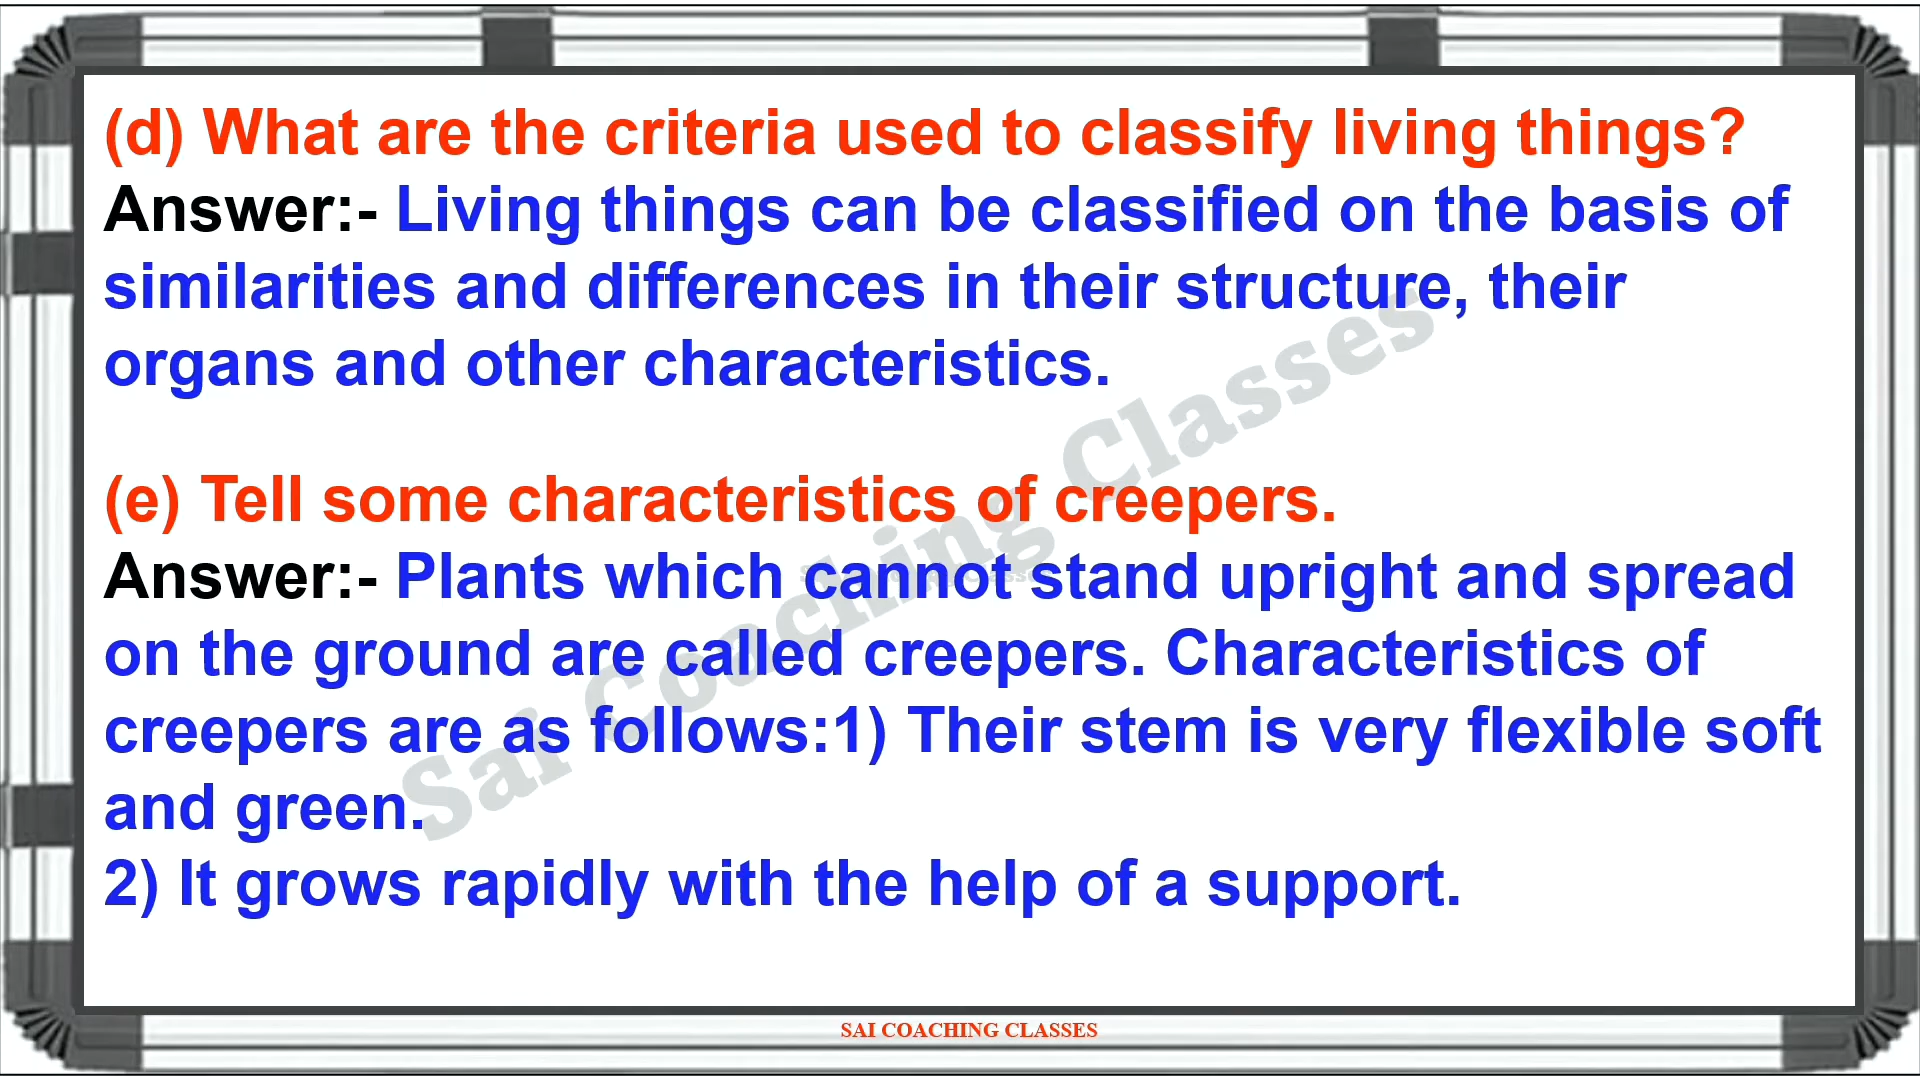 (d) What are the criteria used to classify living things?
Answer:- Living things can be classified on the basis of
similarities and differences in their structure, their
organs and other characteristics.
(e) Tell some characteristics of creepers.
Answer:- Plants which cannot stand upright and spread
on the ground are called creepers. Characteristics of
creepers are as follows:1) Their stem is very flexible soft
and green.
2) It grows rapidly with the help of a support.
Sai Coaching Classes
SAI COACHING CLASSES